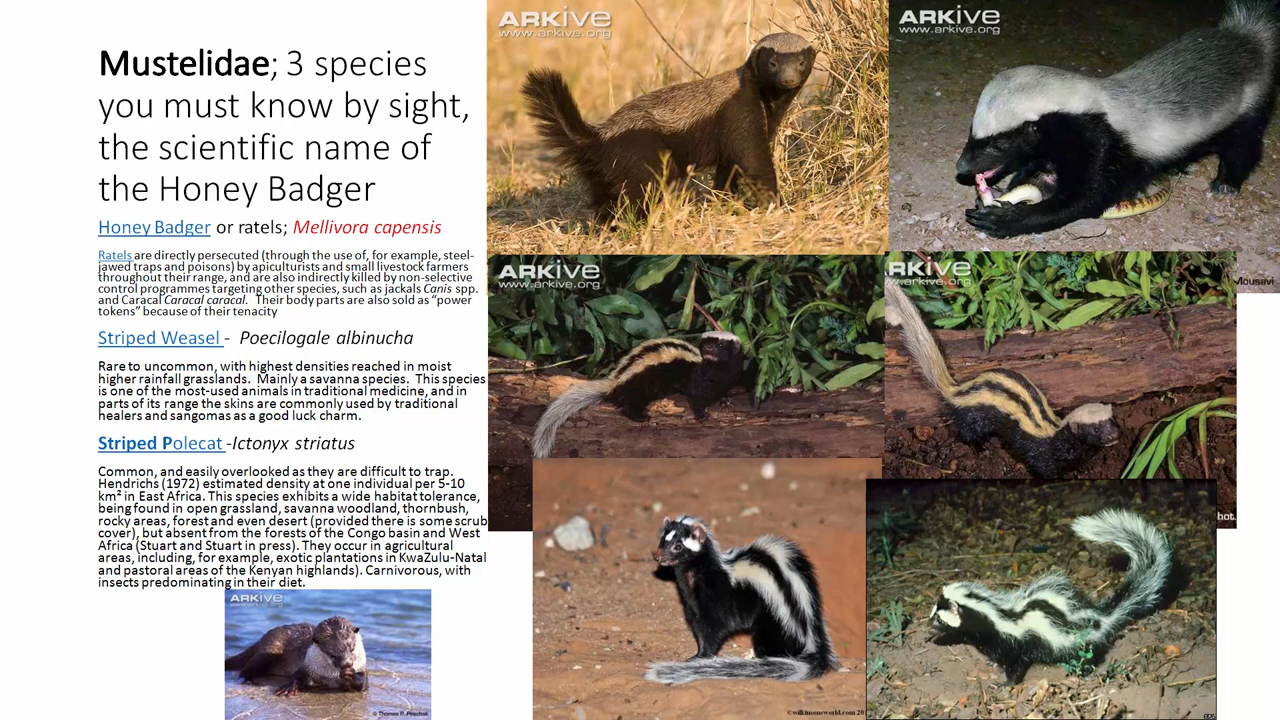 Mustelidae; 3 species
you must know by sight,
the scientific name of
the Honey Badger
Honey Badger or ratels; Mellivora capensis
Ratels are directly persecuted (through the use of, for example, steel-
jawed traps and poisons) by apiculturists and small livestock farmers
throughout their range, and are also indirectly killed by non-selective
control programmes targeting other species, such as jackals Canis spp.
and Caracal Caracal caracal. Their body parts are also sold as “power
tokens” because of their tenacity
Striped Weasel - Poecilogale albinucha
Rare to uncommon, with highest densities reached in moist
higher rainfall grasslands. Mainly a savanna species. This species
is one of the most-used animals in traditional medicine, and in
parts of its range the skins are commonly used by traditional
healers and sangomas as a good luck charm.
Striped Polecat -Ictonyx striatus
Common, and easily overlooked as they are difficult to trap.
Hendrichs (1972) estimated density at one individual per 5-10
km² in East Africa. This species exhibits a wide habitat tolerance,
being found in open grassland, savanna woodland, thornbush,
rocky areas, forest and even desert (provided there is some scrub
cover), but absent from the forests of the Congo basin and West
Africa (Stuart and Stuart in press). They occur in agricultural
areas, including, for example, exotic plantations in KwaZulu-Natal
and pastoral areas of the Kenyan highlands). Carnivorous, with
insects predominating in their diet.
ARKive
www.arkive.org
ARKive
www.arkive.org
Mousavi
ARKive
www.arkive.org
hot.
ARKive
www.arkive.org
© Thomas P. Peschak
©wilkinsonsworld.com 20